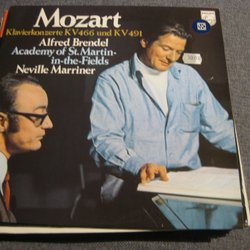 Mozart
Klavierkonzerte KV 466 und KV 491
Alfred Brendel
Academy of St. Martin-
in-the-Fields
Neville Marriner